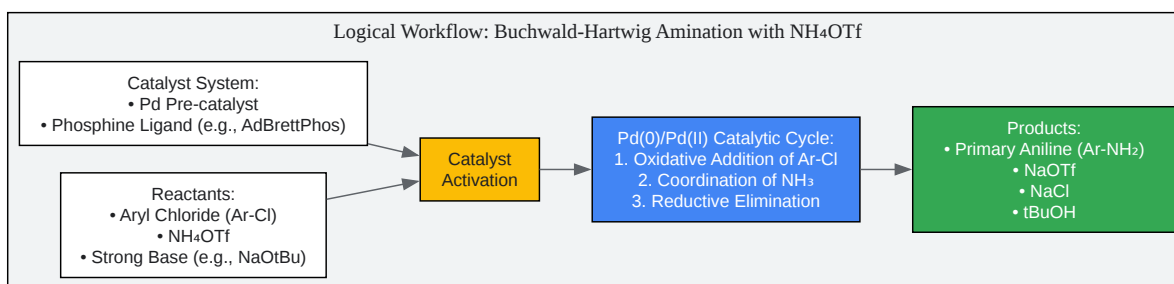 Logical Workflow: Buchwald-Hartwig Amination with NH₄OTf
Catalyst System:
• Pd Pre-catalyst
• Phosphine Ligand (e.g., AdBrettPhos)
Reactants:
• Aryl Chloride (Ar-Cl)
• NH₄OTf
• Strong Base (e.g., NaOtBu)
Catalyst
Activation
Pd(0)/Pd(II) Catalytic Cycle:
1. Oxidative Addition of Ar-Cl
2. Coordination of NH₃
3. Reductive Elimination
Products:
• Primary Aniline (Ar-NH₂)
• NaOTf
• NaCl
• tBuOH